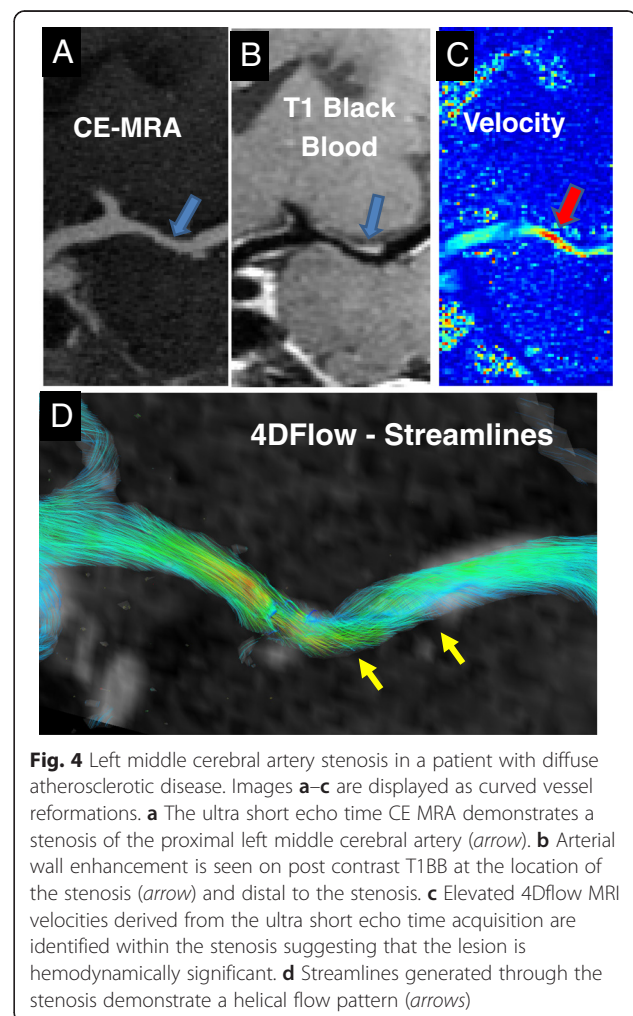 A
CE-MRA
B
T1 Black
Blood
C
Velocity
D
4DFlow - Streamlines
Fig. 4 Left middle cerebral artery stenosis in a patient with diffuse
atherosclerotic disease. Images a–c are displayed as curved vessel
reformations. a The ultra short echo time CE MRA demonstrates a
stenosis of the proximal left middle cerebral artery (arrow). b Arterial
wall enhancement is seen on post contrast T1BB at the location of
the stenosis (arrow) and distal to the stenosis. c Elevated 4Dflow MRI
velocities derived from the ultra short echo time acquisition are
identified within the stenosis suggesting that the lesion is
hemodynamically significant. d Streamlines generated through the
stenosis demonstrate a helical flow pattern (arrows)